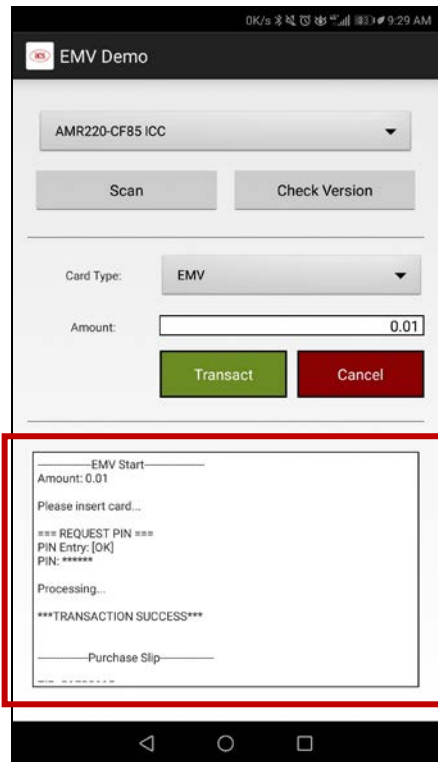 0K/s 83 9:29 AM
ACS EMV Demo
AMR220-CF85 ICC
Scan Check Version
Card Type: EMV
Amount: 0.01
Transact Cancel
--------------EMV Start----------------
Amount: 0.01
Please insert card...
=== REQUEST PIN ===
PIN Entry: [OK]
PIN: ******
Processing...
***TRANSACTION SUCCESS***
--------------Purchase Slip---------------